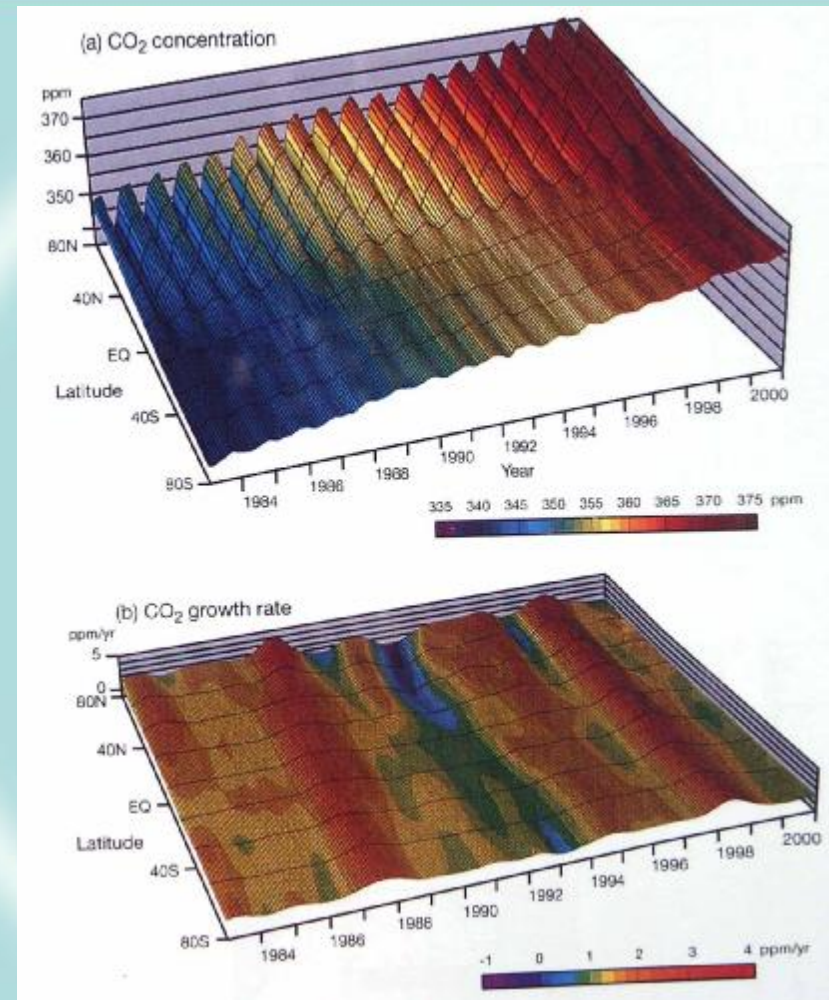 (a) CO₂ concentration
ppm
370
360
350
80N
40N
EQ
Latitude
40S
80S
1984
1986
1988
1990
1992
1994
1996
1998
2000
Year
335 340 345 350 355 360 365 370 375 ppm
(b) CO₂ growth rate
ppm/yr
5
0
80N
40N
EQ
Latitude
40S
80S
1984
1986
1988
1990
1992
1994
1996
1998
2000
-1 0 1 2 3 4 ppm/yr